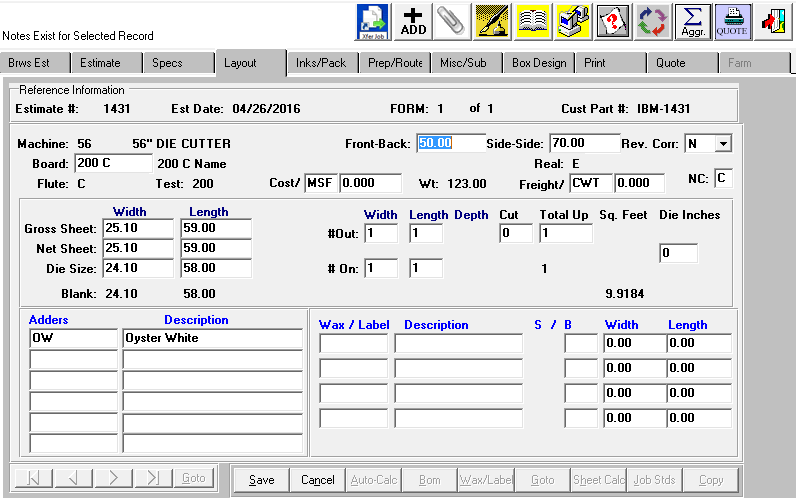 Xfer Job ADD Aggr. QUOTE
Notes Exist for Selected Record
Brws Est Estimate Specs Layout Inks/Pack Prep/Route Misc/Sub Box Design Print Quote Farm
Reference Information
Estimate #: 1431 Est Date: 04/26/2016 FORM: 1 of 1 Cust Part #: IBM-1431
Machine: 56 56" DIE CUTTER Front-Back: 50.00 Side-Side: 70.00 Rev. Corr: N
Board: 200 C 200 C Name Real: E
Flute: C Test: 200 Cost/ MSF 0.000 Wt: 123.00 Freight/ CWT 0.000 NC: C
Width Length Width Length Depth Cut Total Up Sq. Feet Die Inches
Gross Sheet: 25.10 59.00 #Out: 1 1 0 1
Net Sheet: 25.10 59.00 0
Die Size: 24.10 58.00 # On: 1 1 1
Blank: 24.10 58.00 9.9184
Adders Description Wax / Label Description S / B Width Length
OW Oyster White 0.00 0.00
0.00 0.00
0.00 0.00
0.00 0.00
Goto Save Cancel Auto-Calc Bom Wax/Label Goto Sheet Calc Job Stds Copy